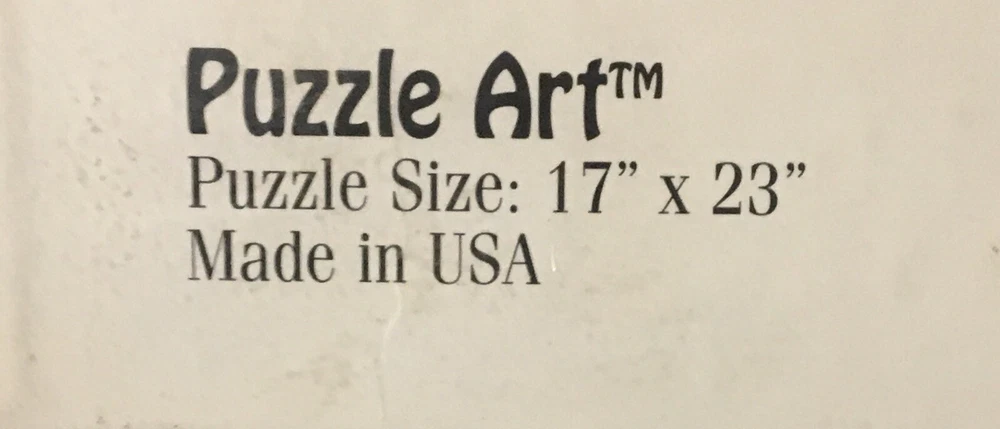 Puzzle Art™
Puzzle Size: 17” x 23”
Made in USA